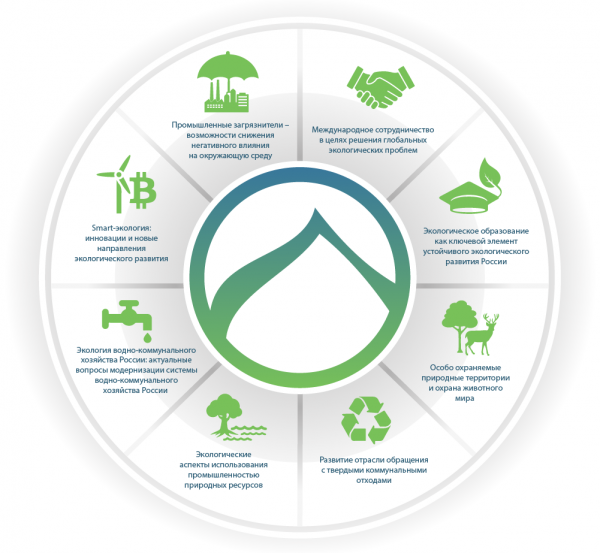 Промышленные загрязнители –
возможности снижения
негативного влияния
на окружающую среду
Международное сотрудничество
в целях решения глобальных
экологических проблем
Smart-экология:
инновации и новые
направления
экологического развития
Экологическое образование
как ключевой элемент
устойчивого экологического
развития России
Экология водно-коммунального
хозяйства России: актуальные
вопросы модернизации системы
водно-коммунального
хозяйства России
Особо охраняемые
природные территории
и охрана животного
мира
Экологические
аспекты использования
промышленностью
природных ресурсов
Развитие отрасли обращения
с твердыми коммунальными
отходами